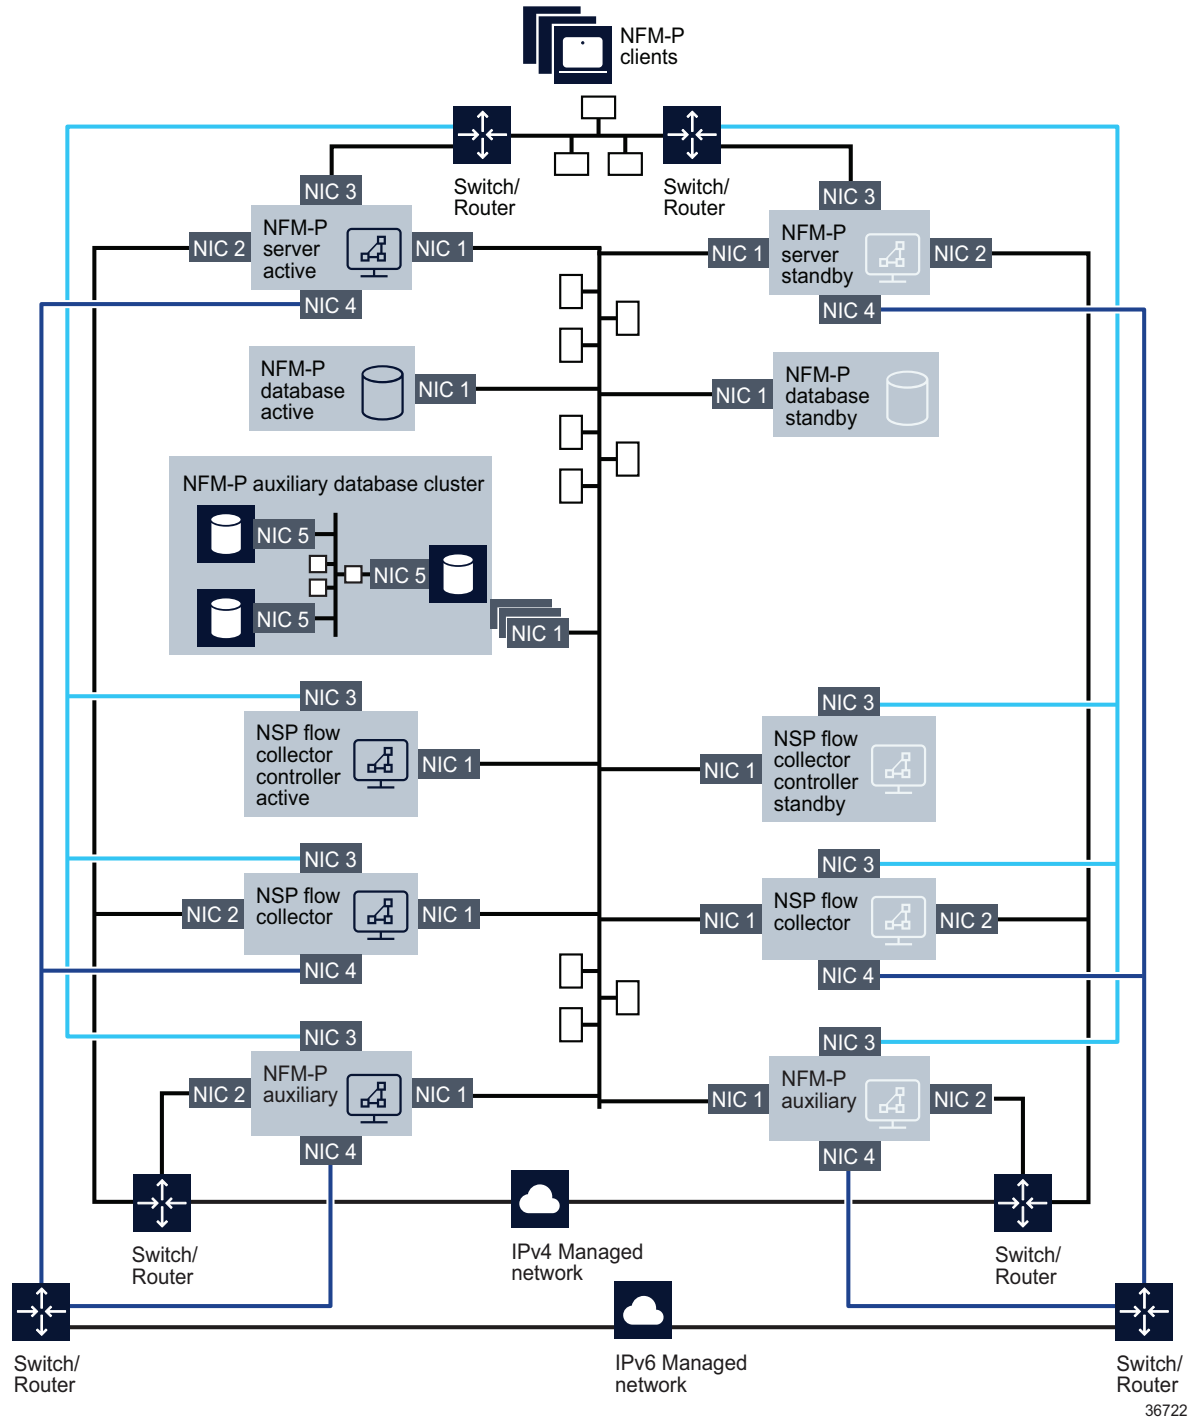 NFM-P
clients
Switch/
Router
Switch/
Router
NIC 3
NFM-P
server
active
NIC 2
NIC 1
NIC 4
NIC 3
NFM-P
server
standby
NIC 1
NIC 2
NIC 4
NFM-P
database
active
NIC 1
NIC 1
NFM-P
database
standby
NFM-P auxiliary database cluster
NIC 5
NIC 5
NIC 5
NIC 1
NIC 3
NSP flow
collector
controller
active
NIC 1
NIC 3
NIC 1
NSP flow
collector
controller
standby
NIC 3
NIC 2
NSP flow
collector
NIC 1
NIC 4
NIC 3
NIC 1
NSP flow
collector
NIC 2
NIC 4
NIC 3
NIC 2
NFM-P
auxiliary
NIC 1
NIC 4
NIC 3
NIC 1
NFM-P
auxiliary
NIC 2
NIC 4
Switch/
Router
IPv4 Managed
network
Switch/
Router
Switch/
Router
IPv6 Managed
network
Switch/
Router
36722